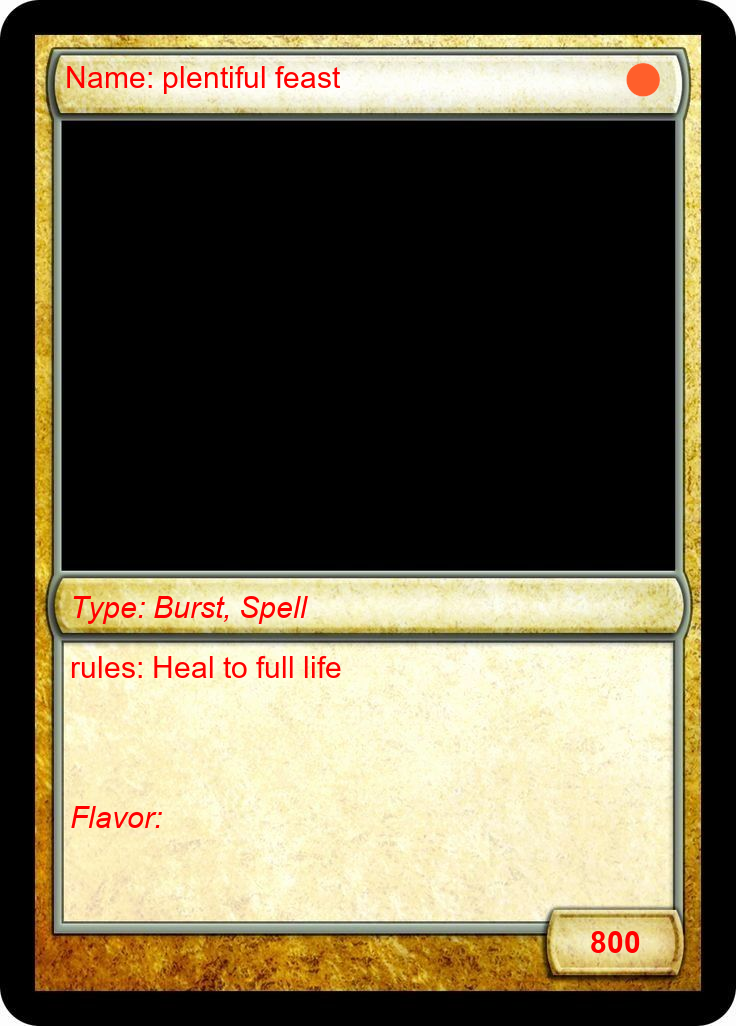 Name: plentiful feast
Type: Burst, Spell
rules: Heal to full life
Flavor:
800